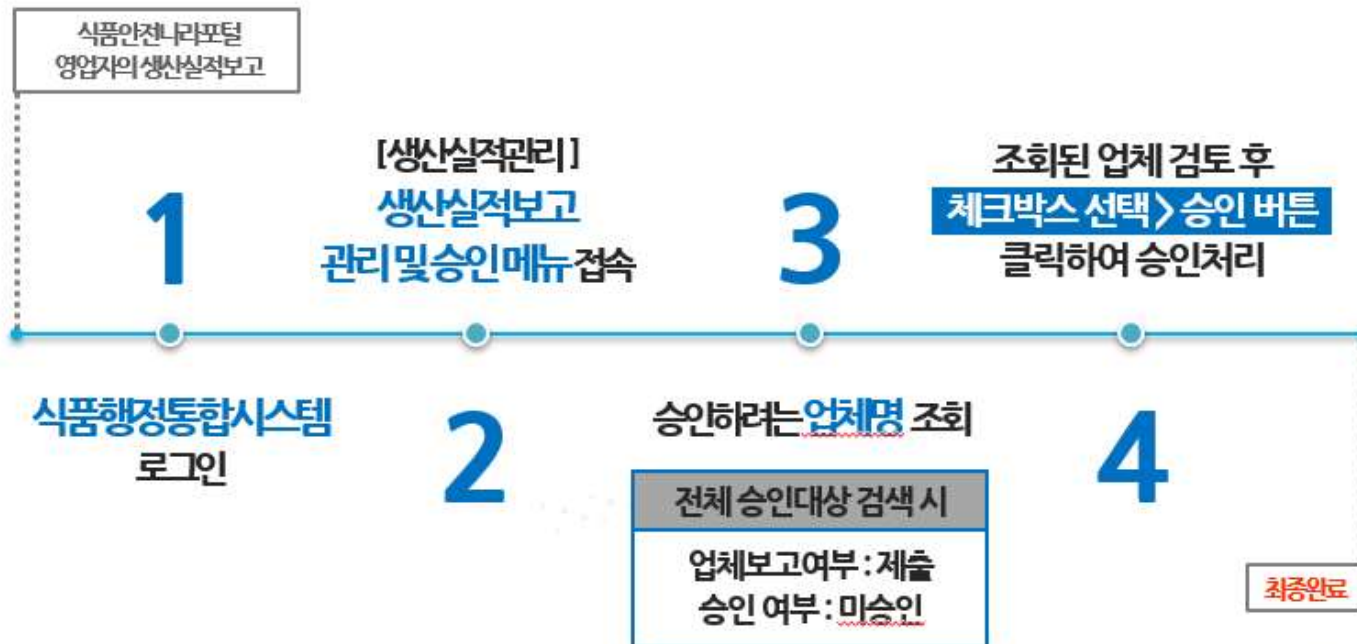 식품안전나라포털
영업자의 생산실적보고
1
식품행정통합시스템
로그인
[생산실적관리]
생산실적보고
관리 및 승인 메뉴 접속
2
3
승인하려는 업체명 조회
전체 승인대상 검색 시
업체보고여부 : 제출
승인 여부 : 미승인
조회된 업체 검토 후
체크박스 선택 > 승인 버튼
클릭하여 승인처리
4
최종완료